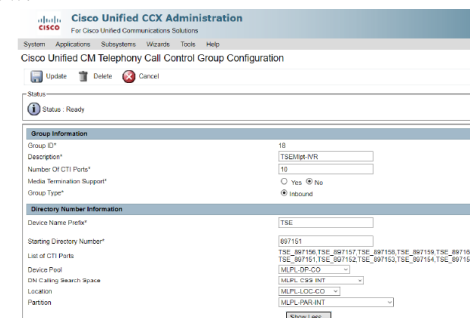 Cisco Unified CCX Administration
CISCO For Cisco Unified Communications Solutions
System Applications Subsystems Wizards Tools Help
Cisco Unified CM Telephony Call Control Group Configuration
Update Delete Cancel
Status
Status : Ready
Group Information
Group ID* 18
Description* TSEMlpt-IVR
Number Of CTI Ports* 10
Media Termination Support* Yes No
Group Type* Inbound
Directory Number Information
Device Name Prefix* TSE
Starting Directory Number* 897151
List of CTI Ports TSE_897156,TSE_897157,TSE_897158,TSE_897159,TSE_89716
TSE_897151,TSE_897152,TSE_897153,TSE_897154,TSE_89715
Device Pool MLPL-DP-CO
DN Calling Search Space MLPL-CSS-INT
Location MLPL-LOC-CO
Partition MLPL-PAR-INT
Show Less